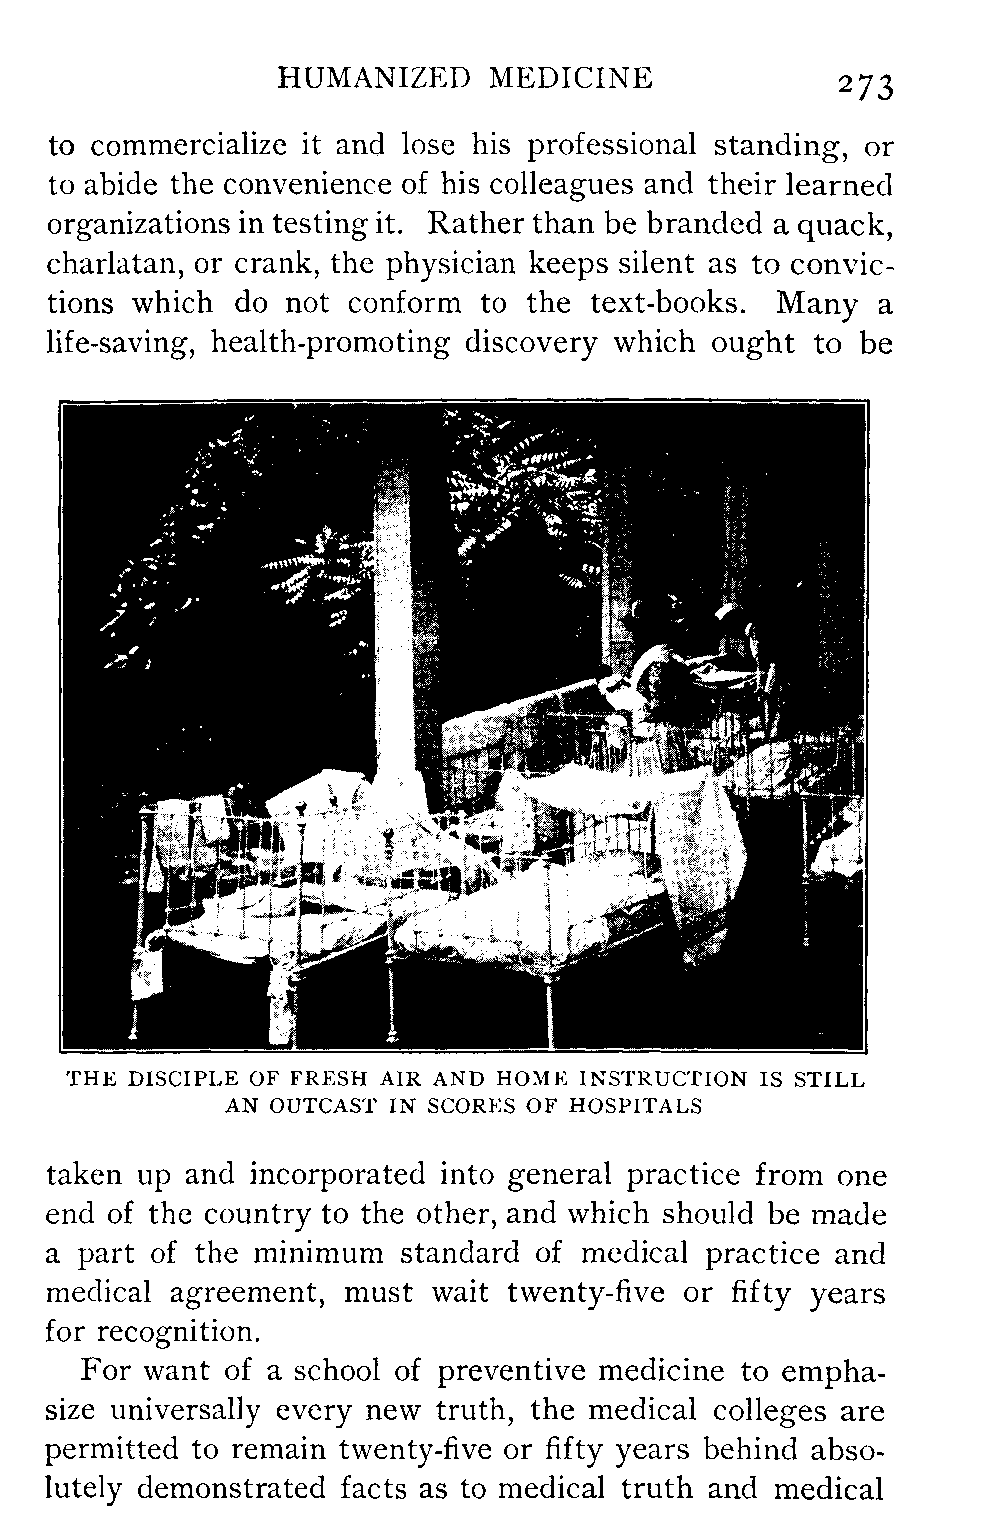 HUMANIZED MEDICINE 273
to commercialize it and lose his professional standing, or
to abide the convenience of his colleagues and their learned
organizations in testing it. Rather than be branded a quack,
charlatan, or crank, the physician keeps silent as to convic-
tions which do not conform to the text-books. Many a
life-saving, health-promoting discovery which ought to be
THE DISCIPLE OF FRESH AIR AND HOME INSTRUCTION IS STILL
AN OUTCAST IN SCORES OF HOSPITALS
taken up and incorporated into general practice from one
end of the country to the other, and which should be made
a part of the minimum standard of medical practice and
medical agreement, must wait twenty-five or fifty years
for recognition.
For want of a school of preventive medicine to empha-
size universally every new truth, the medical colleges are
permitted to remain twenty-five or fifty years behind abso-
lutely demonstrated facts as to medical truth and medical